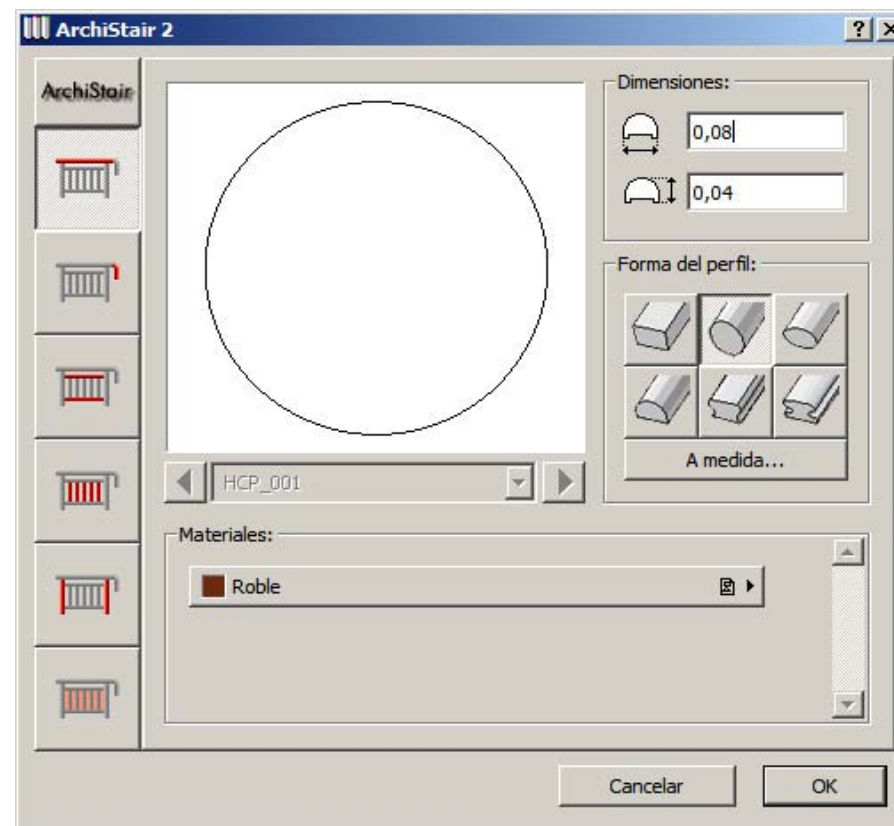 ArchiStair 2
ArchiStair
Dimensiones:
0,08
0,04
Forma del perfil:
A medida...
HCP_001
Materiales:
Roble
Cancelar
OK